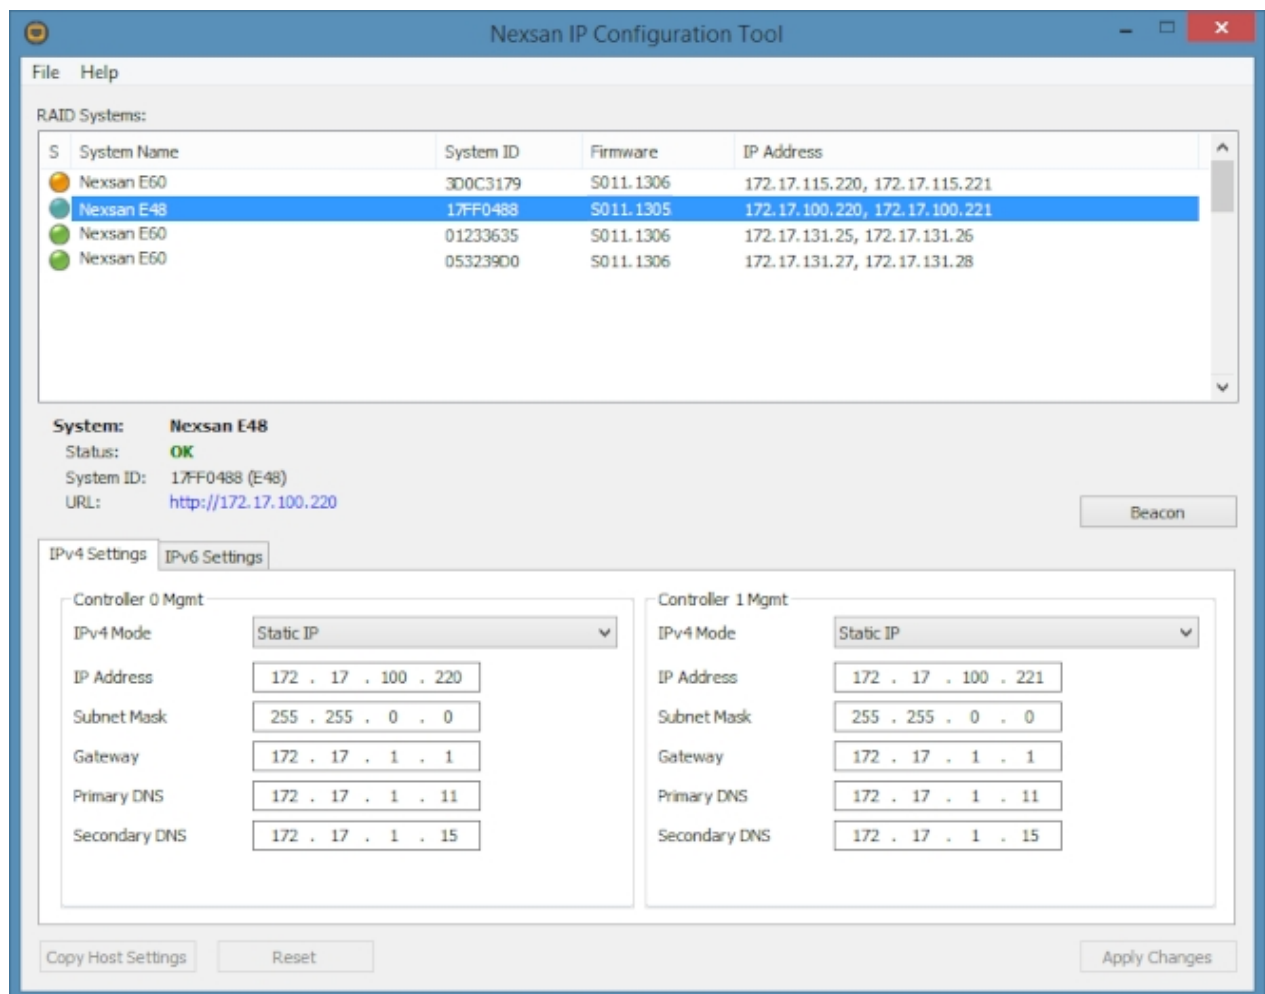 Nexsan IP Configuration Tool
File Help
RAID Systems:
S System Name System ID Firmware IP Address
Nexsan E60 3D0C3179 S011.1306 172.17.115.220, 172.17.115.221
Nexsan E48 17FF0488 S011.1305 172.17.100.220, 172.17.100.221
Nexsan E60 01233635 S011.1306 172.17.131.25, 172.17.131.26
Nexsan E60 053239D0 S011.1306 172.17.131.27, 172.17.131.28
System: Nexsan E48
Status: OK
System ID: 17FF0488 (E48)
URL: http://172.17.100.220
Beacon
IPv4 Settings IPv6 Settings
Controller 0 Mgmt
IPv4 Mode Static IP
IP Address 172 . 17 . 100 . 220
Subnet Mask 255 . 255 . 0 . 0
Gateway 172 . 17 . 1 . 1
Primary DNS 172 . 17 . 1 . 11
Secondary DNS 172 . 17 . 1 . 15
Controller 1 Mgmt
IPv4 Mode Static IP
IP Address 172 . 17 . 100 . 221
Subnet Mask 255 . 255 . 0 . 0
Gateway 172 . 17 . 1 . 1
Primary DNS 172 . 17 . 1 . 11
Secondary DNS 172 . 17 . 1 . 15
Copy Host Settings Reset Apply Changes